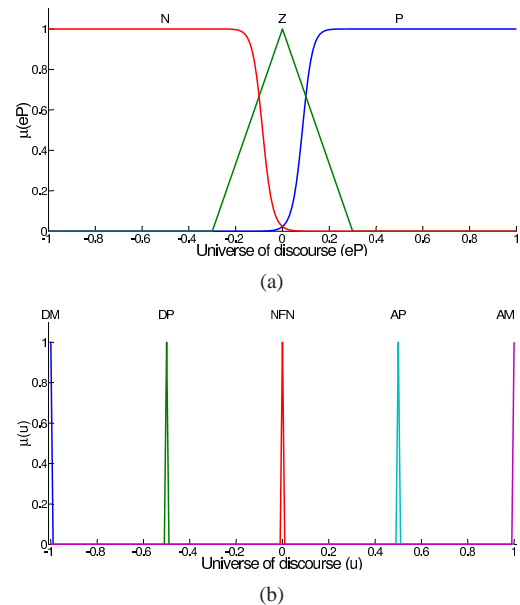 N Z P
1
0.8
0.6
0.4
0.2
0
μ(eP)
-1 -0.8 -0.6 -0.4 -0.2 0 0.2 0.4 0.6 0.8 1
Universe of discourse (eP)
(a)
DM DP NFN AP AM
1
0.8
0.6
0.4
0.2
0
μ(u)
-1 -0.8 -0.6 -0.4 -0.2 0 0.2 0.4 0.6 0.8 1
Universe of discourse (u)
(b)